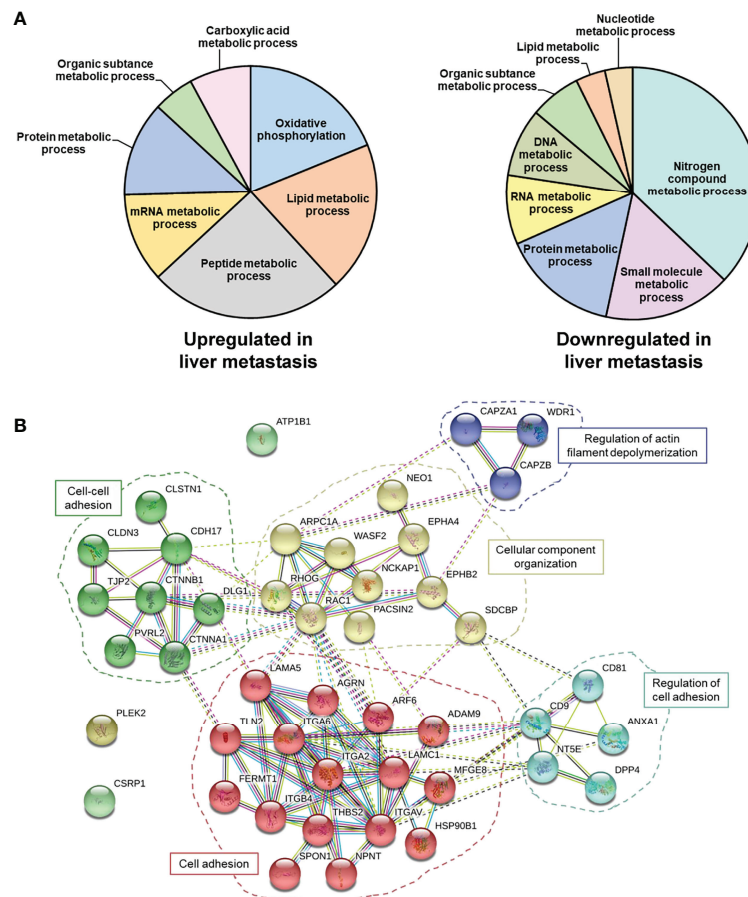 A
Carboxylic acid
metabolic process
Organic subtance
metabolic process
Protein metabolic
process
Oxidative
phosphorylation
Lipid metabolic
process
mRNA metabolic
process
Peptide metabolic
process
Upregulated in
liver metastasis
Nucleotide
metabolic process
Lipid metabolic
process
Organic subtance
metabolic process
DNA
metabolic
process
RNA metabolic
process
Protein metabolic
process
Nitrogen
compound
metabolic process
Small molecule
metabolic
process
Downregulated in
liver metastasis
B
ATP1B1
CAPZA1
WDR1
CAPZB
Regulation of actin
filament depolymerization
Cell-cell
adhesion
CLSTN1
CLDN3
CDH17
TJP2
CTNNB1
DLG1
PVRL2
CTNNA1
NEO1
ARPC1A
WASF2
EPHA4
RHOG
NCKAP1
RAC1
EPHB2
PACSIN2
SDCBP
Cellular component
organization
PLEK2
CSRP1
LAMA5
AGRN
ARF6
ADAM9
TLN2
ITGA6
ITGA2
LAMC1
MFGE8
FERMT1
ITGB4
THBS2
ITGAV
HSP90B1
SPON1
NPNT
Cell adhesion
CD81
CD9
ANXA1
NT5E
DPP4
Regulation of
cell adhesion